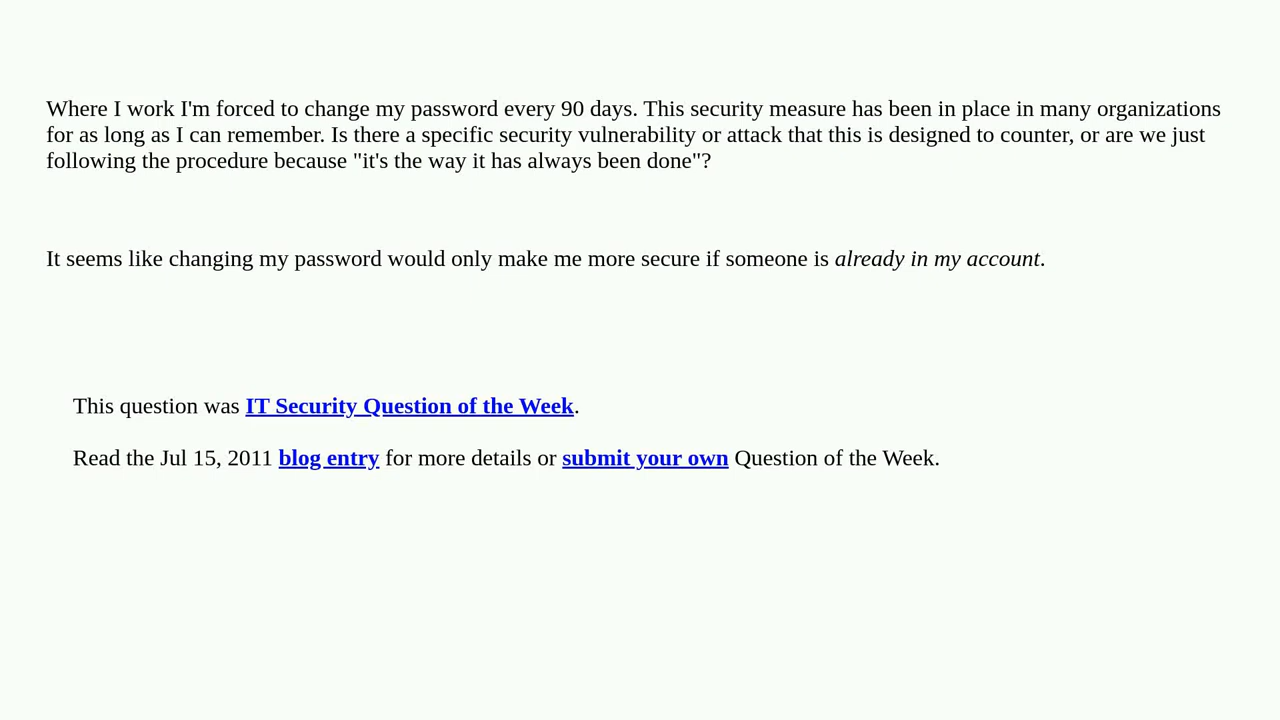 Where I work I'm forced to change my password every 90 days. This security measure has been in place in many organizations
for as long as I can remember. Is there a specific security vulnerability or attack that this is designed to counter, or are we just
following the procedure because "it's the way it has always been done"?
It seems like changing my password would only make me more secure if someone is already in my account.
This question was IT Security Question of the Week.
Read the Jul 15, 2011 blog entry for more details or submit your own Question of the Week.